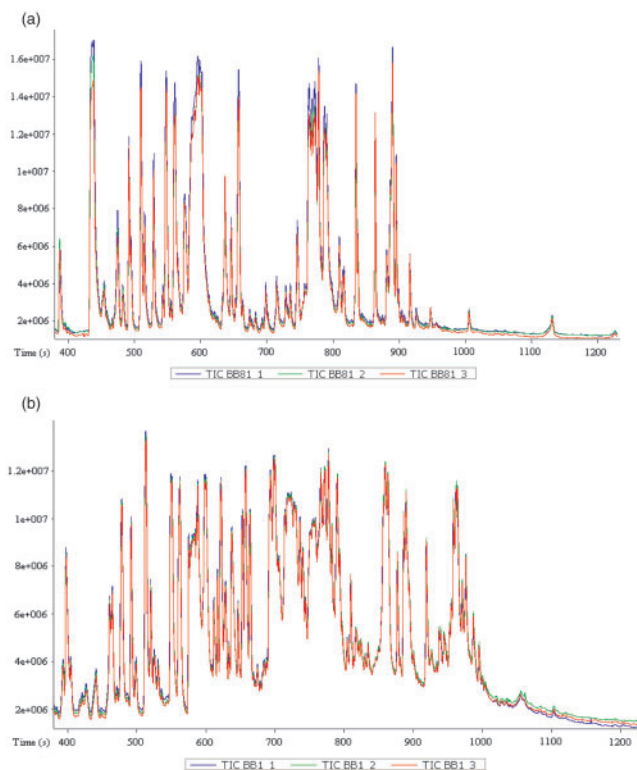 (a)
1.6e+007
1.4e+007
1.2e+007
1e+007
8e+006
6e+006
4e+006
2e+006
Time (s) 400 500 600 700 800 900 1000 1100 1200
TIC BB81_1 TIC BB81_2 TIC BB81_3
(b)
1.2e+007
1e+007
8e+006
6e+006
4e+006
2e+006
Time (s) 400 500 600 700 800 900 1000 1100 1200
TIC BB1_1 TIC BB1_2 TIC BB1_3